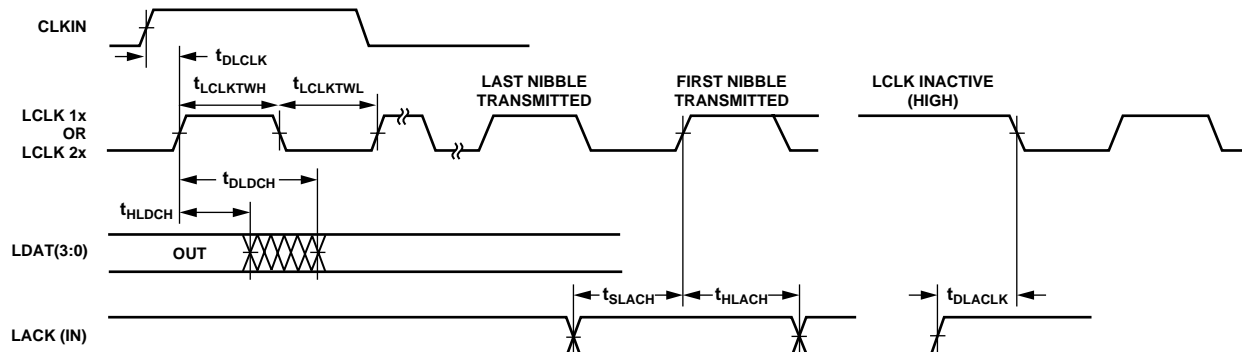 CLKIN
tDLCLK
tLCLKTWH
tLCLKTWL
LAST NIBBLE
TRANSMITTED
FIRST NIBBLE
TRANSMITTED
LCLK INACTIVE
(HIGH)
LCLK 1x
OR
LCLK 2x
tDLDCH
tHLDCH
LDAT(3:0)
OUT
tSLACH
tHLACH
tDLACLK
LACK (IN)